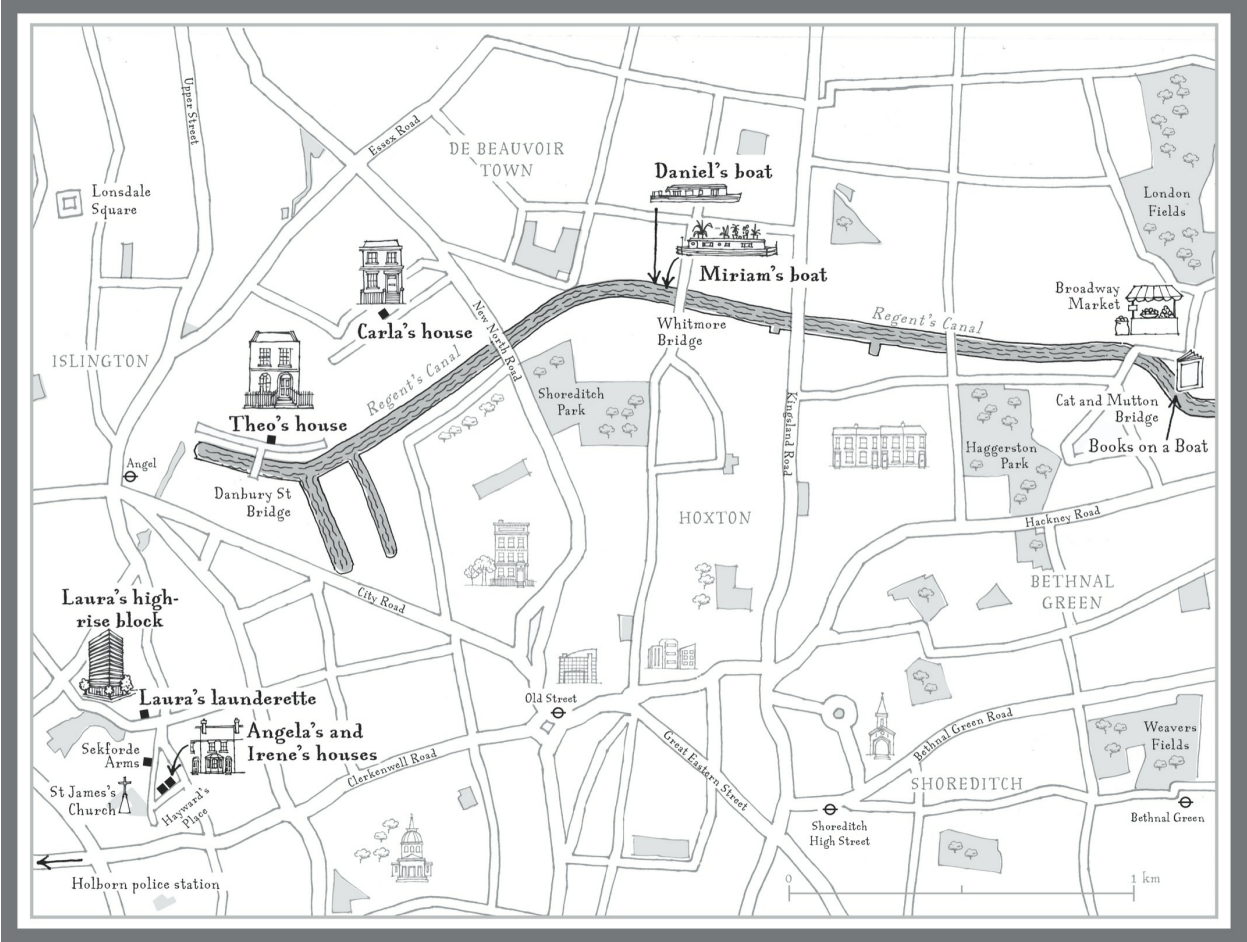 Upper Street
Essex Road
DE BEAUVOIR
TOWN
Daniel's boat
Lonsdale
Square
London
Fields
Miriam's boat
Broadway
Market
Carla's house
New North Road
Whitmore
Bridge
Regent's Canal
ISLINGTON
Regent's Canal
Shoreditch
Park
Kingsland Road
Cat and Mutton
Bridge
Books on a Boat
Theo's house
Haggerston
Park
Angel
Danbury St
Bridge
HOXTON
Hackney Road
BETHNAL
GREEN
Laura's high-
rise block
City Road
Laura's launderette
Old Street
Angela's and
Irene's houses
Sekforde
Arms
Clerkenwell Road
Great Eastern Street
Bethnal Green Road
Weavers
Fields
St James's
Church
Hayward's
Place
SHOREDITCH
Shoreditch
High Street
Bethnal Green
Holborn police station
0
1 km